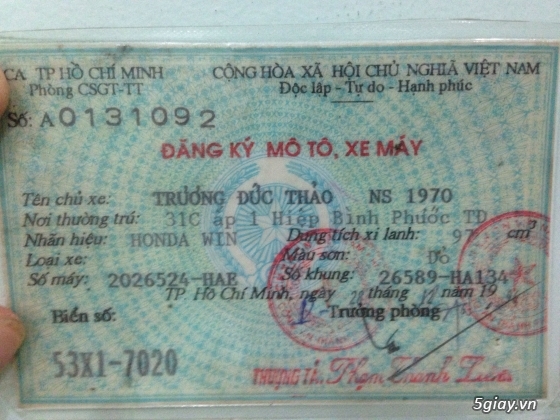 CA. TP HỒ CHÍ MINH CỘNG HÒA XÃ HỘI CHỦ NGHĨA VIỆT NAM
Phòng CSGT-TT Độc lập - Tự do - Hạnh phúc
Số: A0131092
ĐĂNG KÝ MÔ TÔ, XE MÁY
Tên chủ xe: TRƯƠNG ĐỨC THẢO NS 1970
Nơi thường trú: 31C ấp 1 Hiệp Bình Phước TĐ
Nhãn hiệu: HONDA WIN Dung tích xi lanh: 97 cm³
Loại xe: Màu sơn: Đỏ
Số máy: 2026524-HAE Số khung: 26589-HA134
TP. Hồ Chí Minh, ngày tháng năm 19
Biển số: Trưởng phòng
53X1-7020
THƯỢNG TÁ: Phạm Thanh
5giay.vn